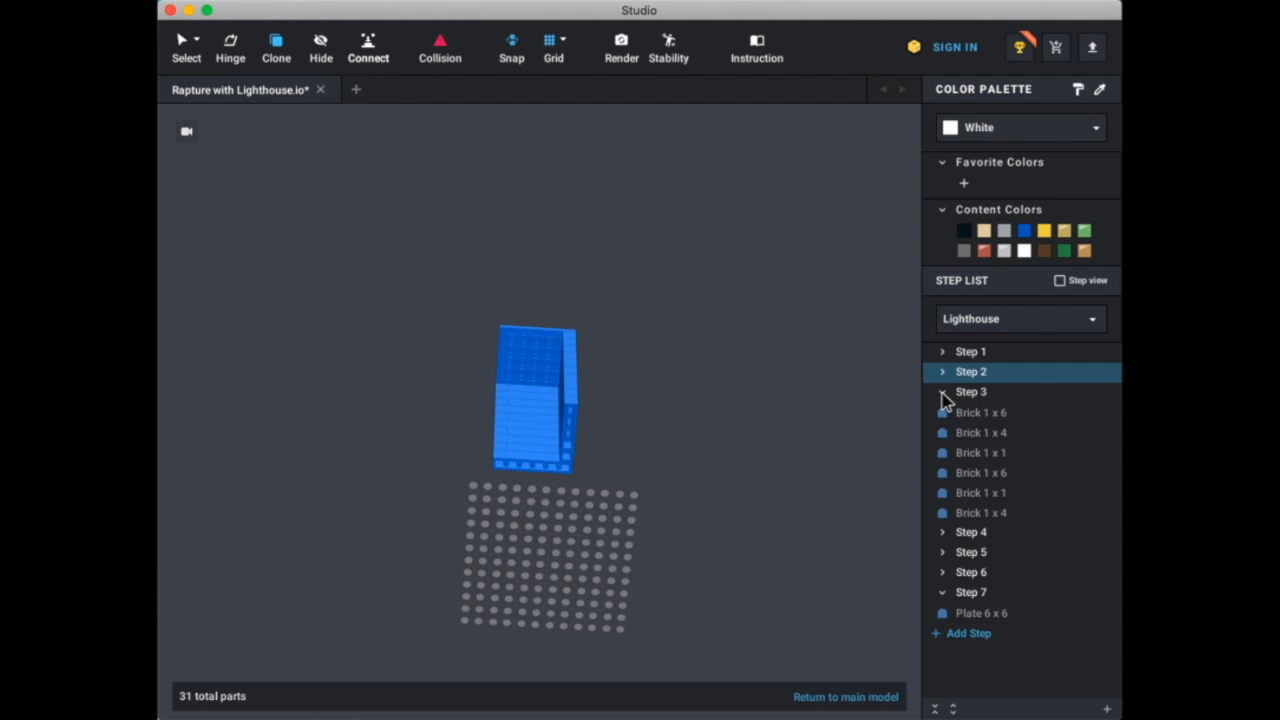 Studio
Select Hinge Clone Hide Connect Collision Snap Grid Render Stability Instruction SIGN IN
Rapture with Lighthouse.io*
COLOR PALETTE
White
Favorite Colors
Content Colors
STEP LIST Step view
Lighthouse
Step 1
Step 2
Step 3
Brick 1 x 6
Brick 1 x 4
Brick 1 x 1
Brick 1 x 6
Brick 1 x 1
Brick 1 x 4
Step 4
Step 5
Step 6
Step 7
Plate 6 x 6
+ Add Step
31 total parts Return to main model